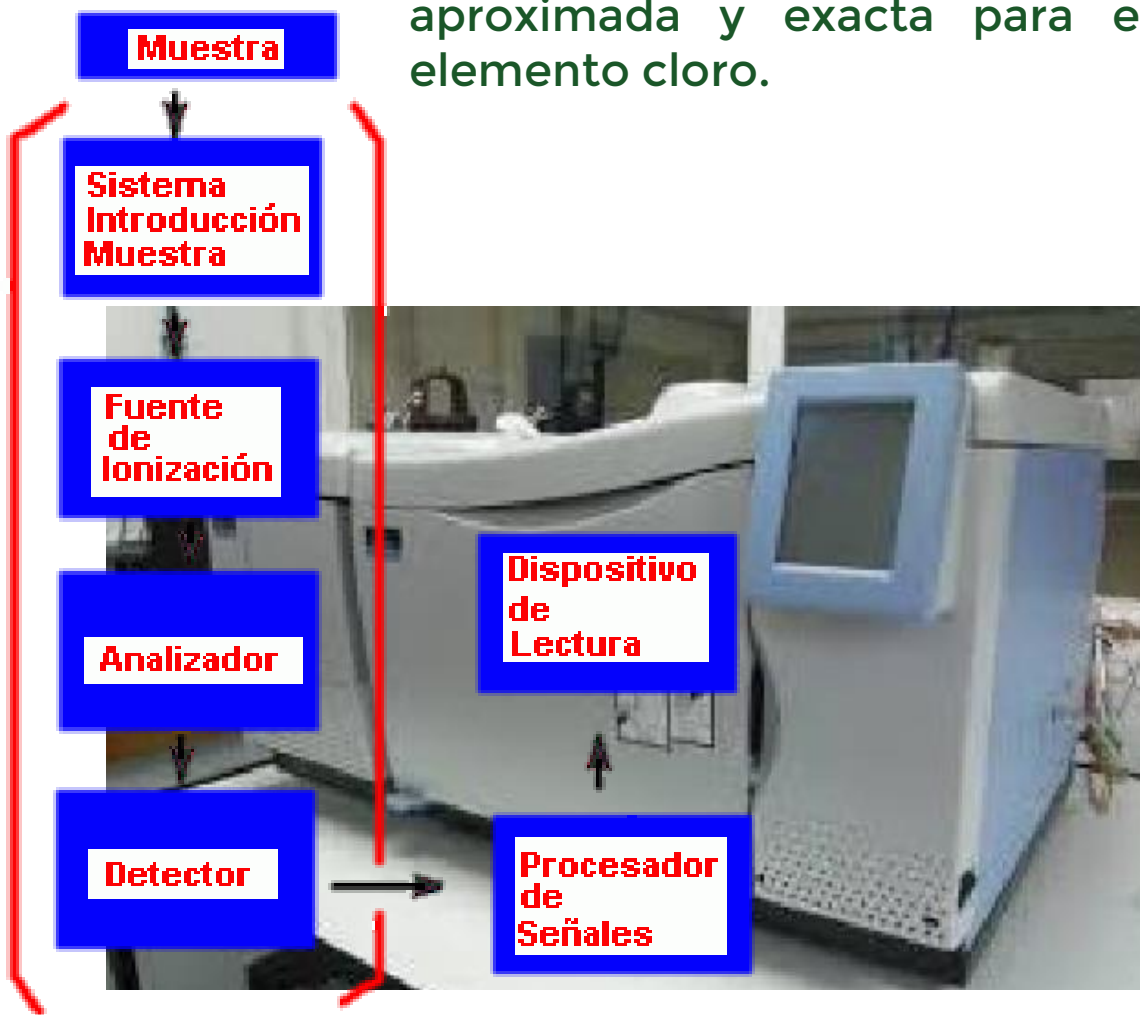 aproximada y exacta para e
elemento cloro.
Muestra
Sistema
Introducción
Muestra
Fuente
de
Ionización
Analizador
Detector
Procesador
de
Señales
Dispositivo
de
Lectura